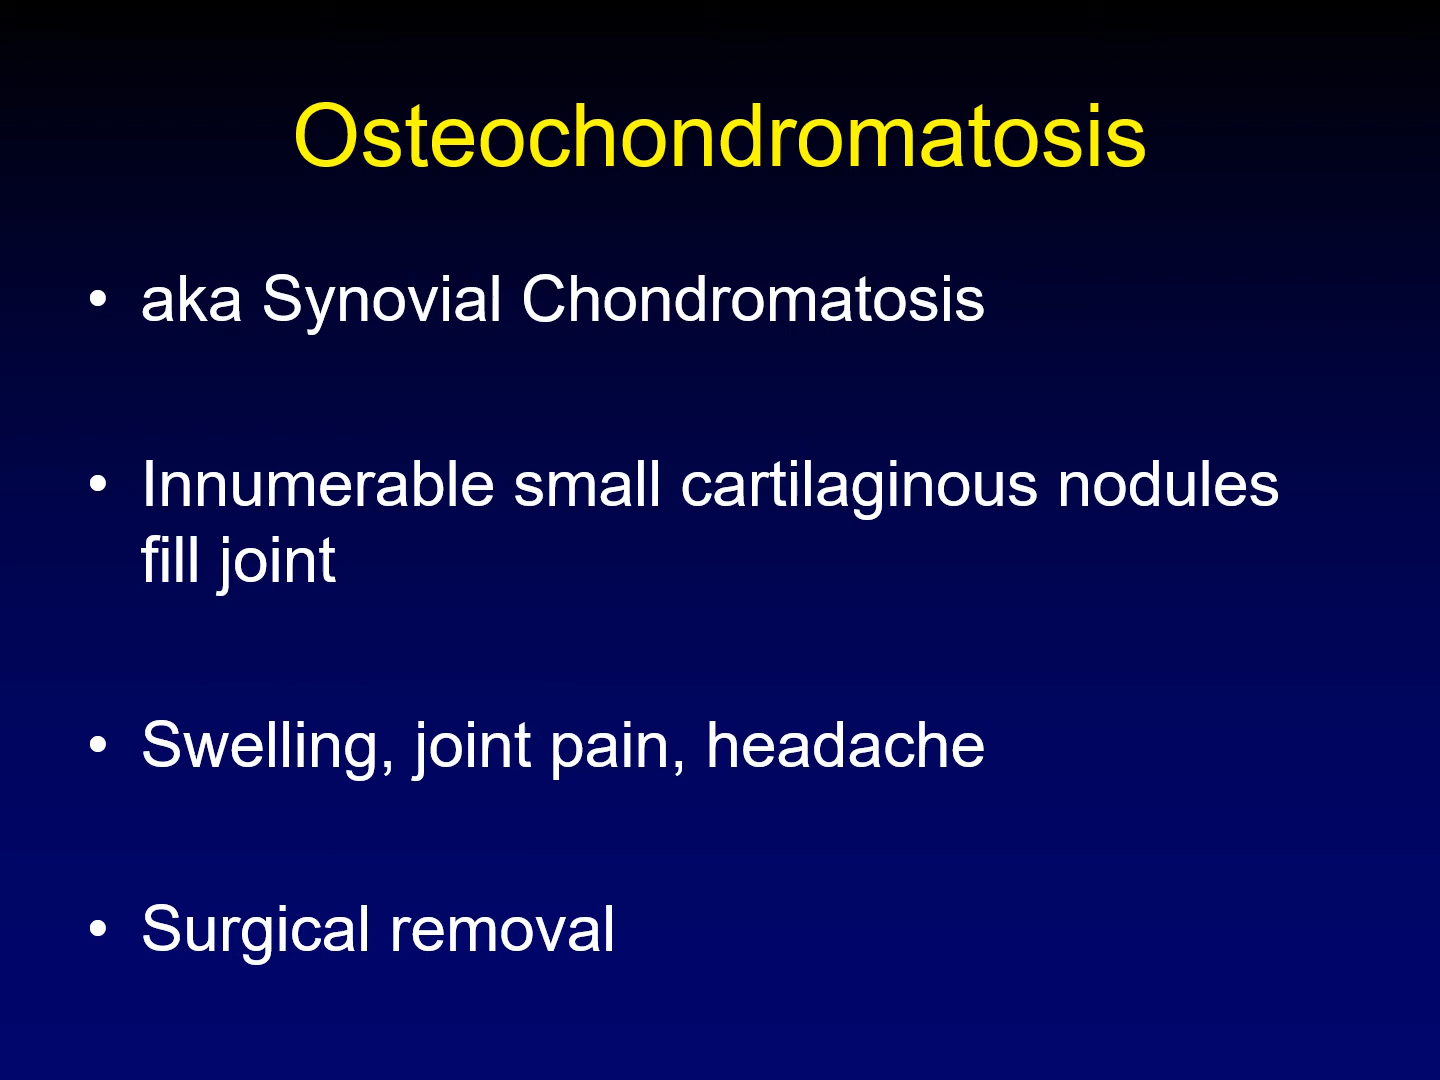 Osteochondromatosis
• aka Synovial Chondromatosis
• Innumerable small cartilaginous nodules
fill joint
• Swelling, joint pain, headache
• Surgical removal